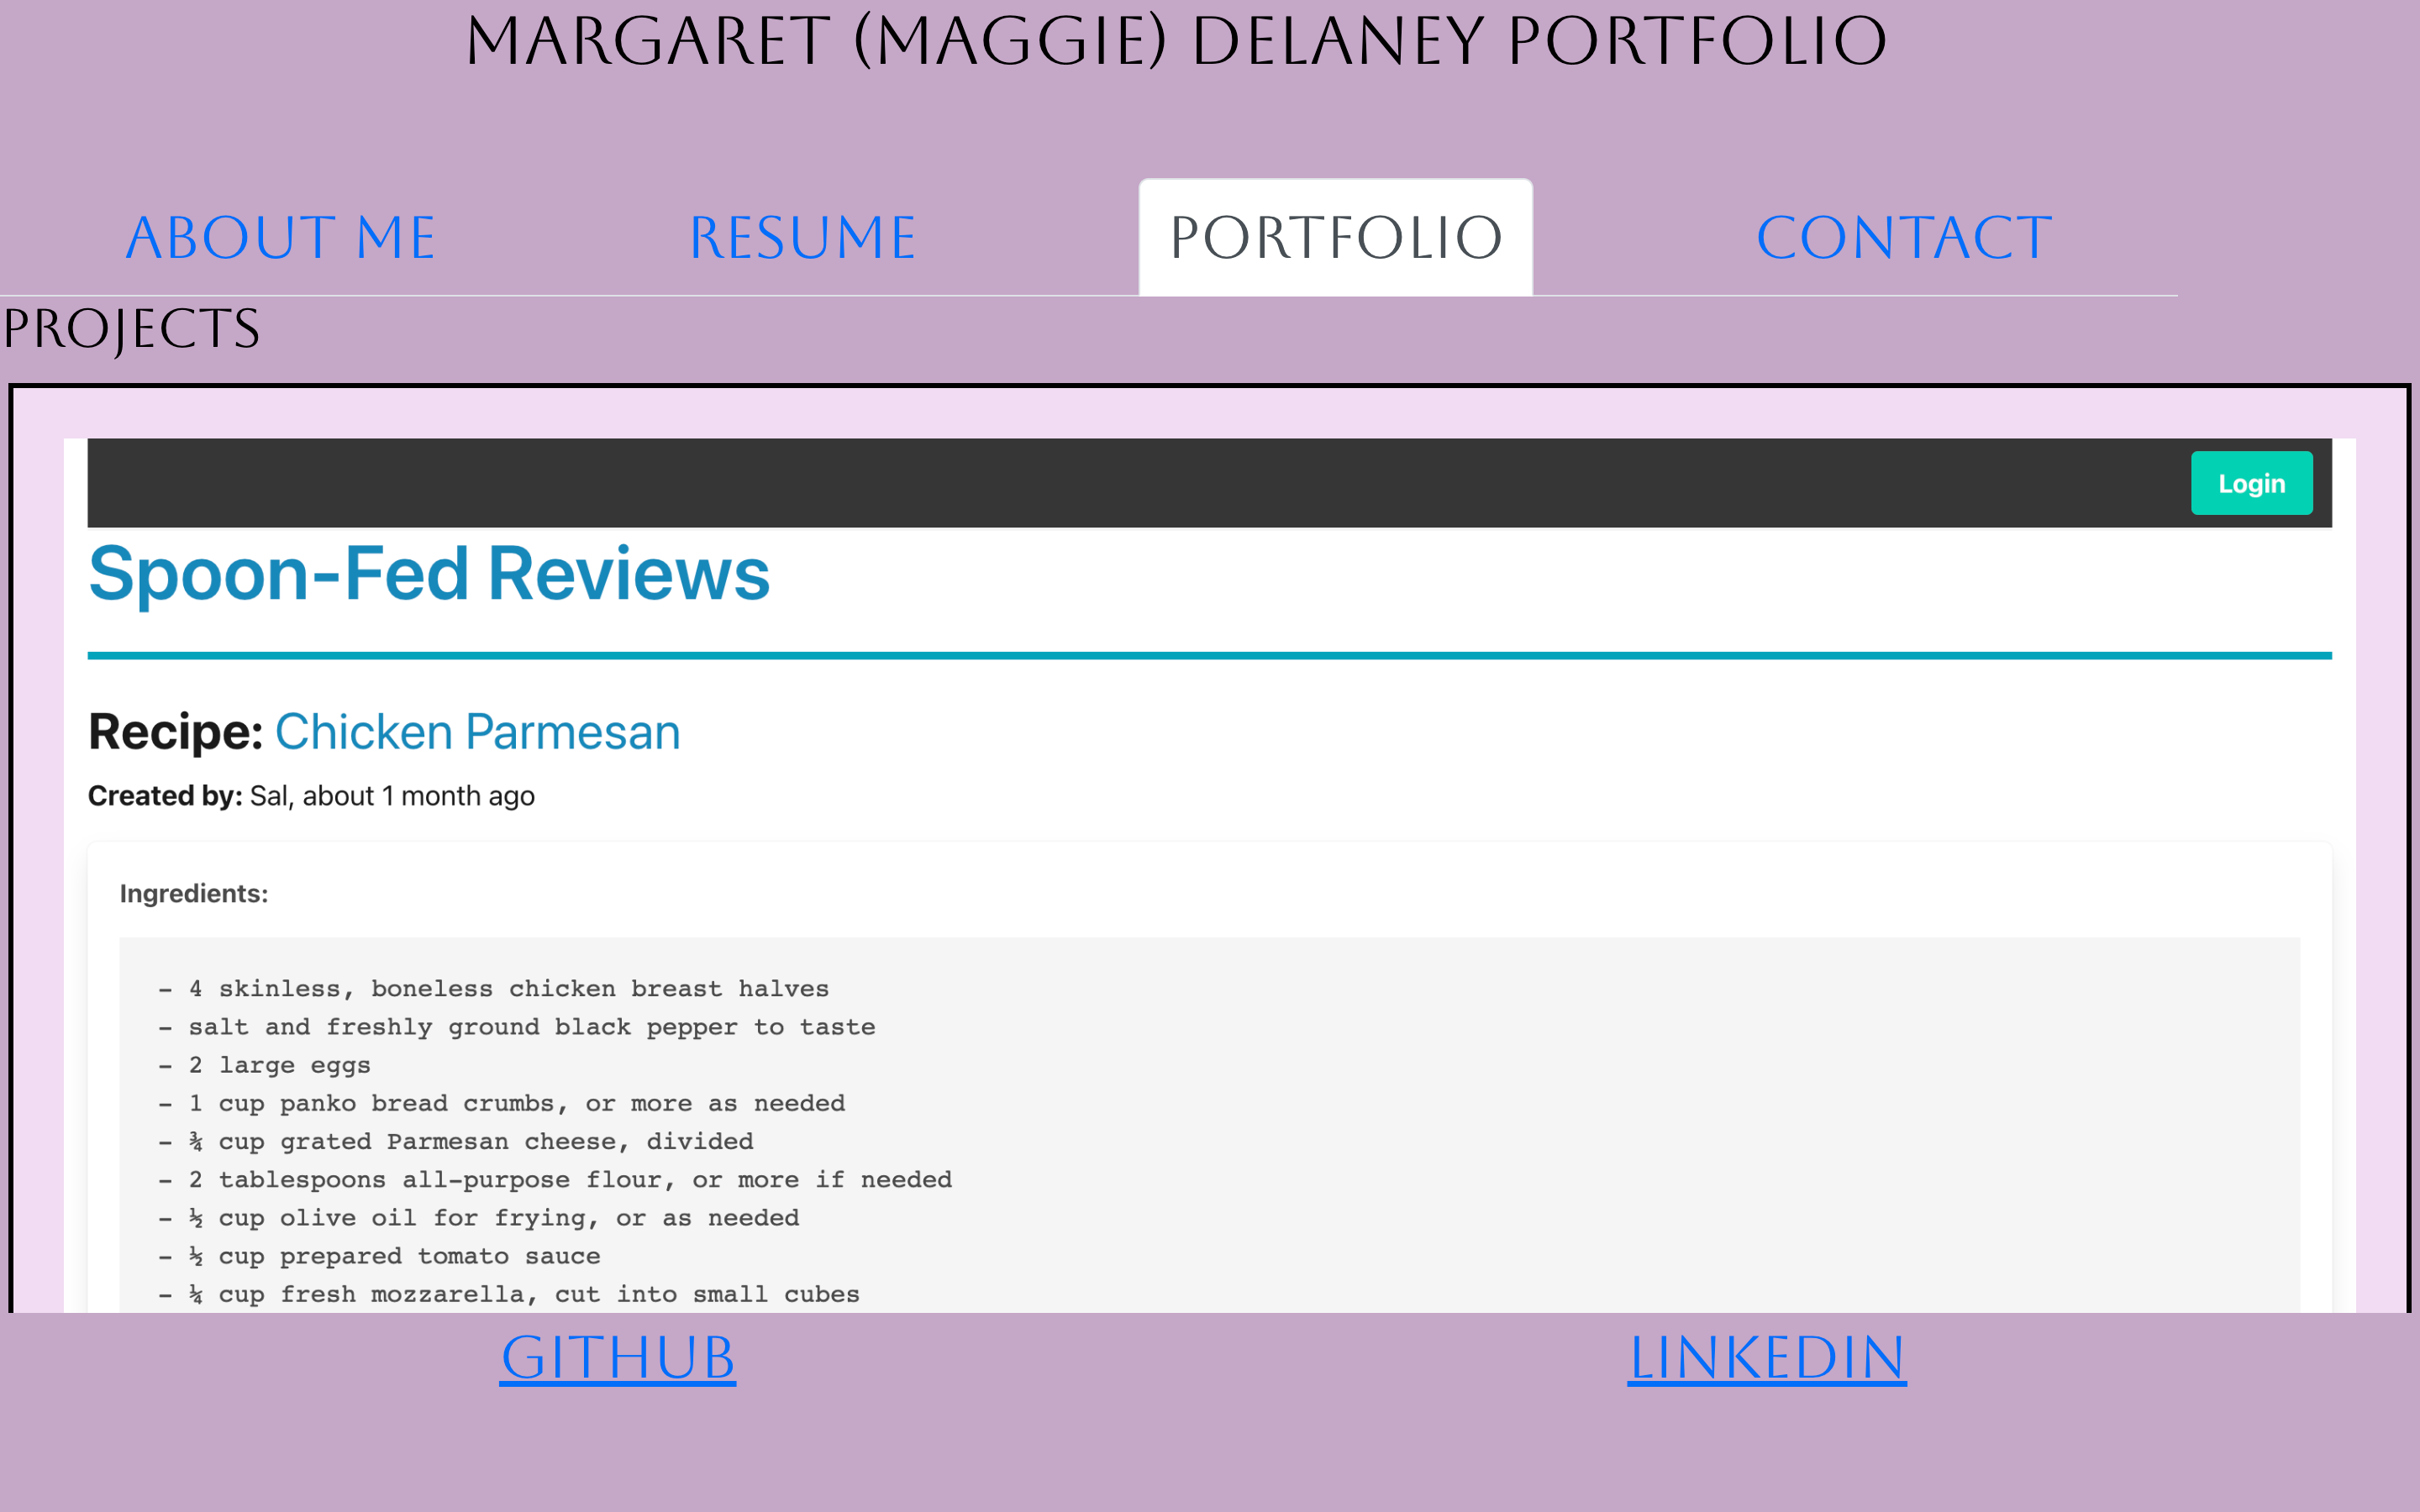 MARGARET (MAGGIE) DELANEY PORTFOLIO
ABOUT ME
RESUME
PORTFOLIO
CONTACT
PROJECTS
Login
Spoon-Fed Reviews
Recipe: Chicken Parmesan
Created by: Sal, about 1 month ago
Ingredients:
- 4 skinless, boneless chicken breast halves
- salt and freshly ground black pepper to taste
- 2 large eggs
- 1 cup panko bread crumbs, or more as needed
- ¾ cup grated Parmesan cheese, divided
- 2 tablespoons all-purpose flour, or more if needed
- ½ cup olive oil for frying, or as needed
- ½ cup prepared tomato sauce
- ¼ cup fresh mozzarella, cut into small cubes
GITHUB
LINKEDIN